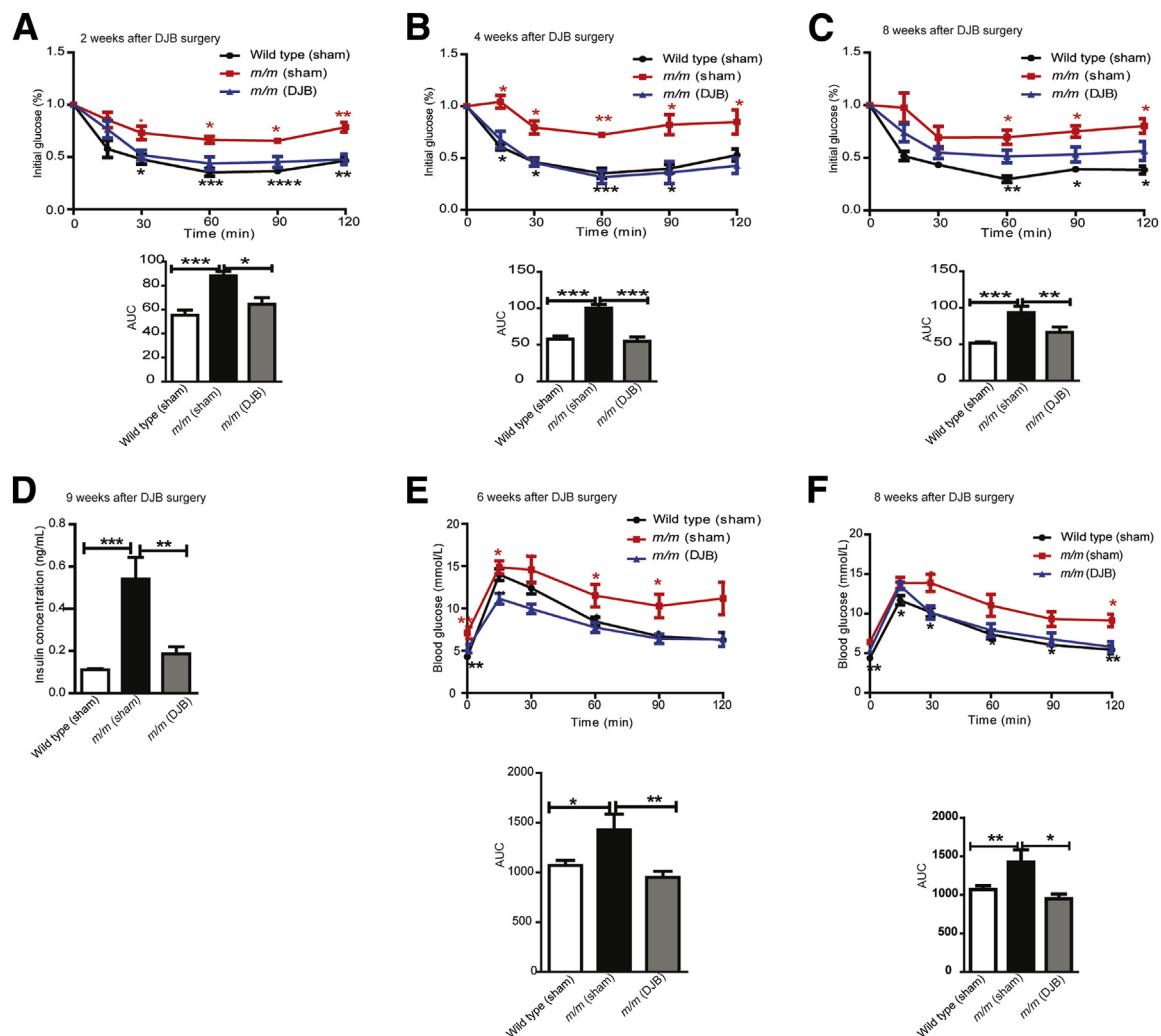 A
2 weeks after DJB surgery
Wild type (sham)
m/m (sham)
m/m (DJB)
Initial glucose (%)
1.5
1.0
0.5
0.0
* * * **
* *** **** **
0 30 60 90 120
Time (min)
*** *
AUC
100
80
60
40
20
0
Wild type (sham)
m/m (sham)
m/m (DJB)
B
4 weeks after DJB surgery
Wild type (sham)
m/m (sham)
m/m (DJB)
Initial glucose (%)
1.5
1.0
0.5
0.0
* * ** * *
* * *** *
0 30 60 90 120
Time (min)
*** ***
AUC
150
100
50
0
Wild type (sham)
m/m (sham)
m/m (DJB)
C
8 weeks after DJB surgery
Wild type (sham)
m/m (sham)
m/m (DJB)
Initial glucose (%)
1.5
1.0
0.5
0.0
* * *
** * *
0 30 60 90 120
Time (min)
*** **
AUC
150
100
50
0
Wild type (sham)
m/m (sham)
m/m (DJB)
D
9 weeks after DJB surgery
Insulin concentration (ng/mL)
0.8
0.6
0.4
0.2
0.0
*** **
Wild type (sham)
m/m (sham)
m/m (DJB)
E
6 weeks after DJB surgery
Wild type (sham)
m/m (sham)
m/m (DJB)
Blood glucose (mmol/L)
20
15
10
5
0
** * * *
**
0 30 60 90 120
Time (min)
* **
AUC
2000
1500
1000
500
0
Wild type (sham)
m/m (sham)
m/m (DJB)
F
8 weeks after DJB surgery
Wild type (sham)
m/m (sham)
m/m (DJB)
Blood glucose (mmol/L)
20
15
10
5
0
* *
** * * * * **
0 30 60 90 120
Time (min)
** *
AUC
2000
1500
1000
500
0
Wild type (sham)
m/m (sham)
m/m (DJB)